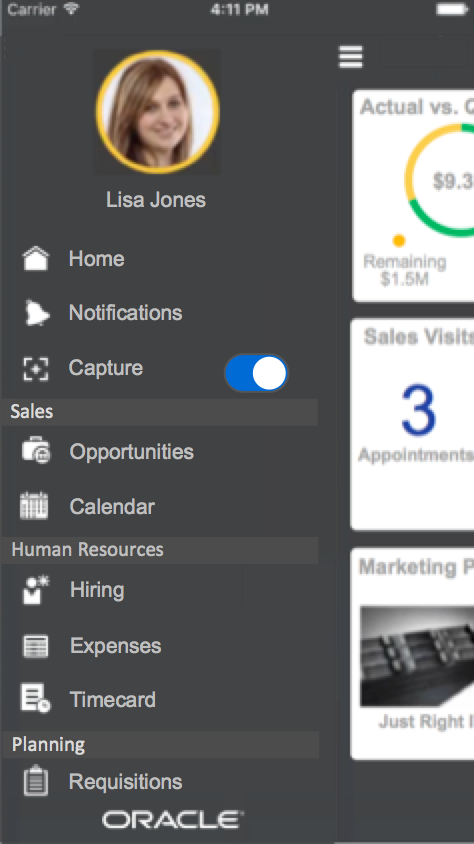 Carrier 4:11 PM
Lisa Jones
Home
Notifications
Capture
Sales
Opportunities
Calendar
Human Resources
Hiring
Expenses
Timecard
Planning
Requisitions
ORACLE
Actual vs.
$9.3
Remaining
$1.5M
Sales Visits
3
Appointments
Marketing P
Just Right